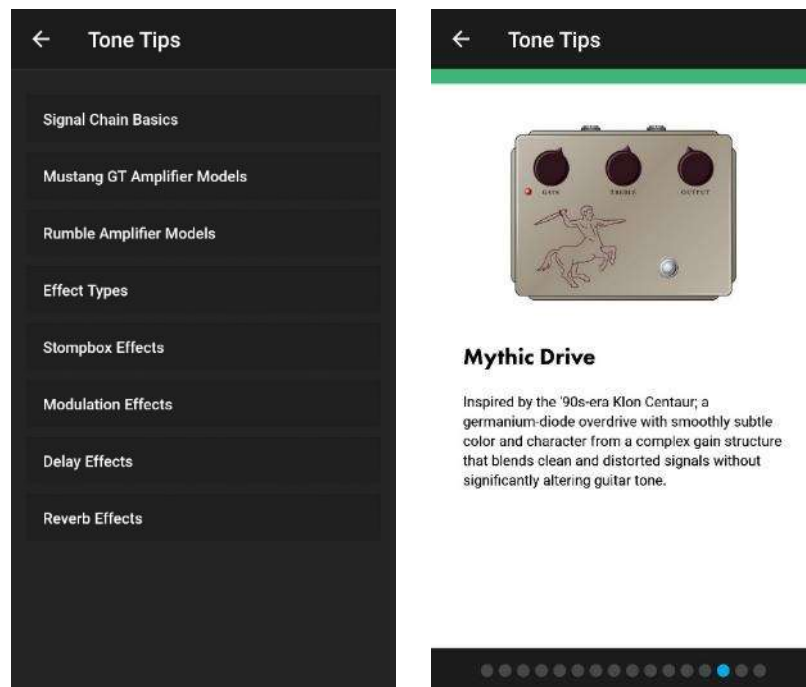 Tone Tips
Signal Chain Basics
Mustang GT Amplifier Models
Rumble Amplifier Models
Effect Types
Stompbox Effects
Modulation Effects
Delay Effects
Reverb Effects
Tone Tips
GAIN
TREBLE
OUTPUT
Mythic Drive
Inspired by the '90s-era Klon Centaur; a
germanium-diode overdrive with smoothly subtle
color and character from a complex gain structure
that blends clean and distorted signals without
significantly altering guitar tone.